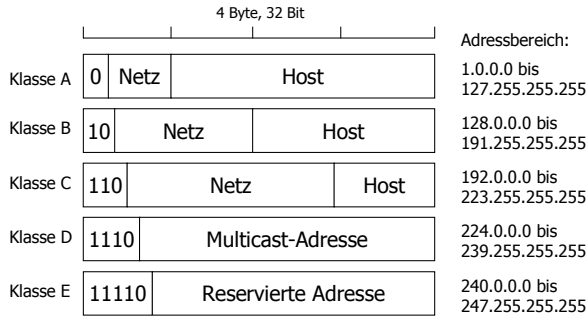 4 Byte, 32 Bit
Adressbereich:
Klasse A 0 Netz Host 1.0.0.0 bis
127.255.255.255
Klasse B 10 Netz Host 128.0.0.0 bis
191.255.255.255
Klasse C 110 Netz Host 192.0.0.0 bis
223.255.255.255
Klasse D 1110 Multicast-Adresse 224.0.0.0 bis
239.255.255.255
Klasse E 11110 Reservierte Adresse 240.0.0.0 bis
247.255.255.255